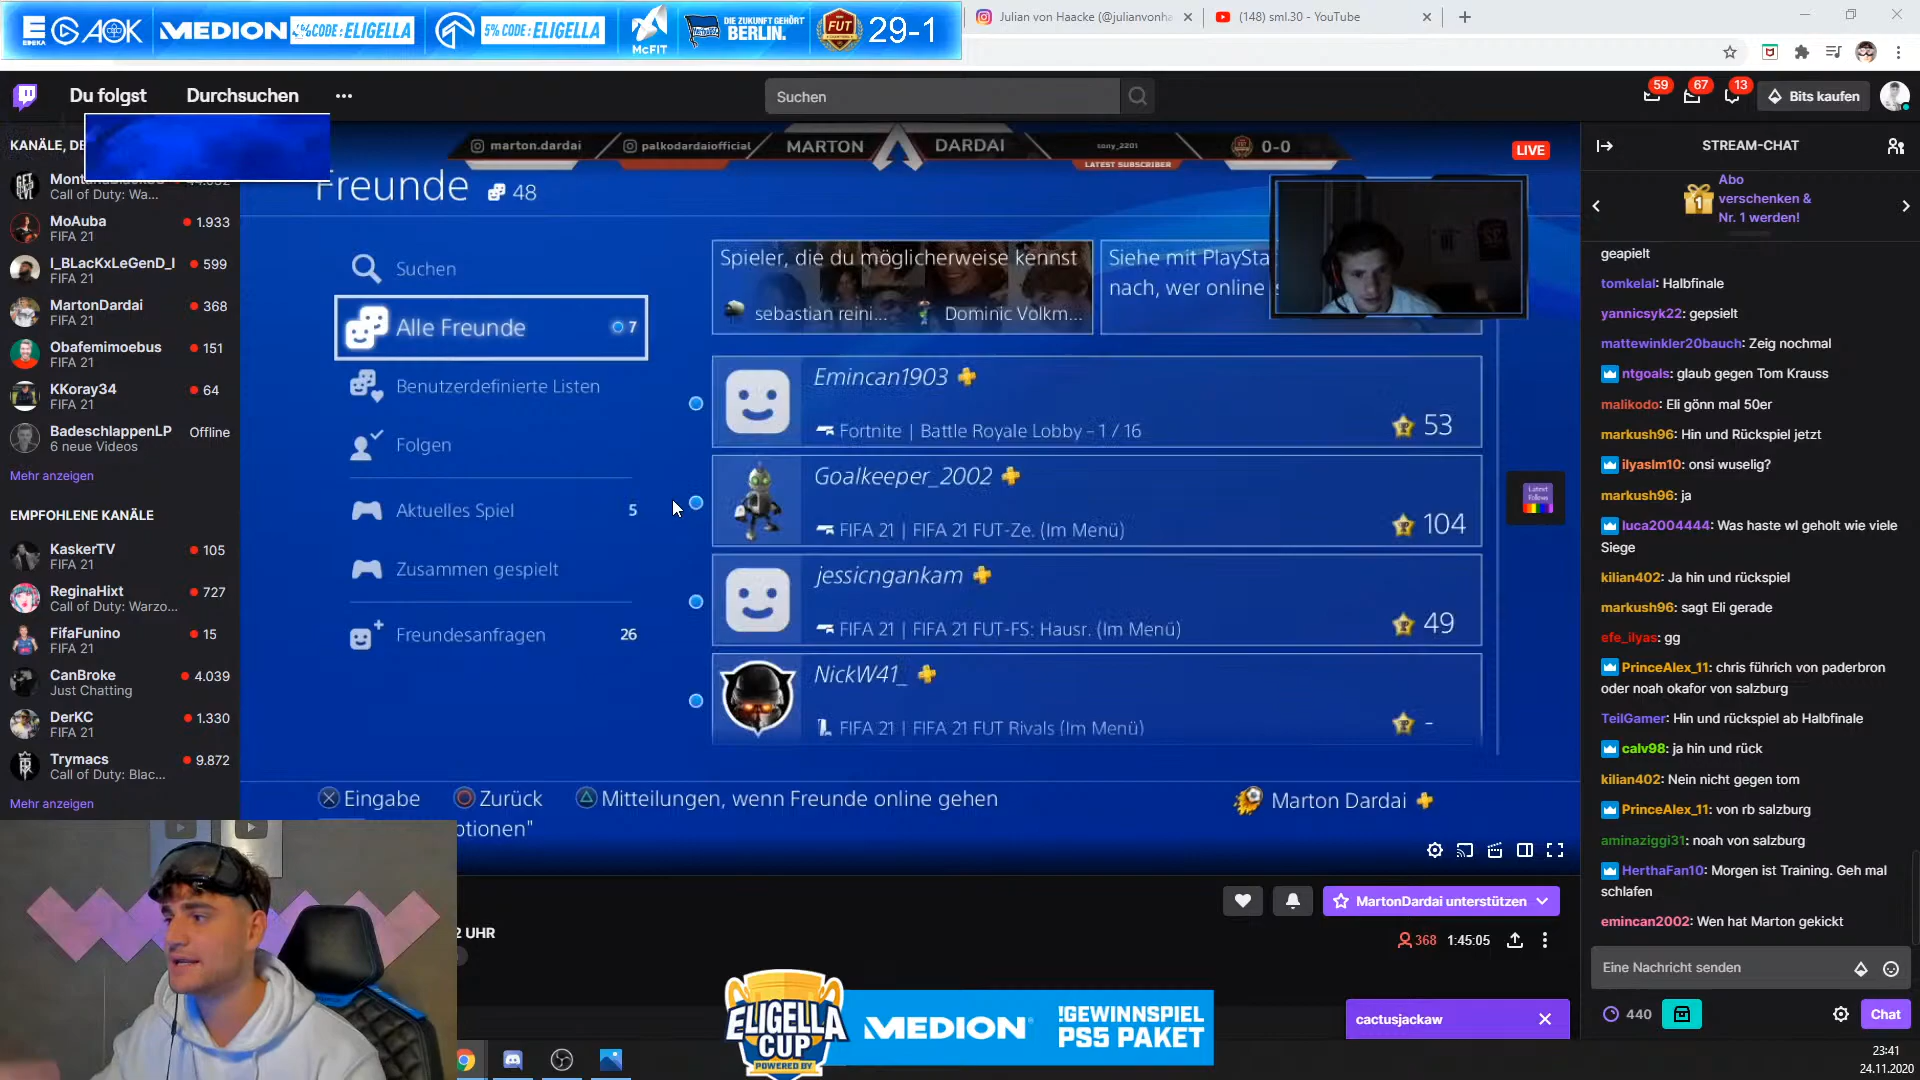 EDEKA
AOK
MEDION
4% CODE : ELIGELLA
5% CODE : ELIGELLA
McFIT
DIE ZUKUNFT GEHÖRT
BERLIN.
FUT
29-1
Julian von Haacke (@julianvonha
(148) sml.30 - YouTube
Du folgst
Durchsuchen
Suchen
59
67
13
Bits kaufen
KANÄLE, DE
Call of Duty: Wa...
MoAuba
1.933
FIFA 21
I_BLacKxLeGenD_I
599
FIFA 21
MartonDardai
368
FIFA 21
Obafemimoebus
151
FIFA 21
KKoray34
64
FIFA 21
BadeschlappenLP
Offline
6 neue Videos
Mehr anzeigen
EMPFOHLENE KANÄLE
KaskerTV
105
FIFA 21
ReginaHixt
727
Call of Duty: Warzo...
FifaFunino
15
FIFA 21
CanBroke
4.039
Just Chatting
DerKC
1.330
FIFA 21
Trymacs
9.872
Call of Duty: Blac...
Mehr anzeigen
marton.dardai
palkodardaiofficial
MARTON
DARDAI
sony_2201
LATEST SUBSCRIBER
0-0
LIVE
Freunde
48
Suchen
Alle Freunde
7
Benutzerdefinierte Listen
Folgen
Aktuelles Spiel
5
Zusammen gespielt
Freundesanfragen
26
Spieler, die du möglicherweise kennst
sebastian reini...
Dominic Volkm...
Siehe mit PlaySta
nach, wer online s
Emincan1903
Fortnite | Battle Royale Lobby - 1 / 16
53
Goalkeeper_2002
FIFA 21 | FIFA 21 FUT-Ze. (Im Menü)
104
jessicngankam
FIFA 21 | FIFA 21 FUT-FS: Hausr. (Im Menü)
49
NickW41_
FIFA 21 | FIFA 21 FUT Rivals (Im Menü)
-
Latest
Follows
Eingabe
Zurück
Mitteilungen, wenn Freunde online gehen
ptionen"
Marton Dardai
2 UHR
MartonDardai unterstützen
368
1:45:05
ELIGELLA
CUP
POWERED BY
MEDION
!GEWINNSPIEL
PS5 PAKET
cactusjackaw
STREAM-CHAT
1
Abo
verschenken &
Nr. 1 werden!
geapielt
tomkelal: Halbfinale
yannicsyk22: gepsielt
mattewinkler20bauch: Zeig nochmal
ntgoals: glaub gegen Tom Krauss
malikodo: Eli gönn mal 50er
markush96: Hin und Rückspiel jetzt
ilyaslm10: onsi wuselig?
markush96: ja
luca2004444: Was haste wl geholt wie viele
Siege
kilian402: Ja hin und rückspiel
markush96: sagt Eli gerade
efe_ilyas: gg
PrinceAlex_11: chris führich von paderbron
oder noah okafor von salzburg
TeilGamer: Hin und rückspiel ab Halbfinale
calv98: ja hin und rück
kilian402: Nein nicht gegen tom
PrinceAlex_11: von rb salzburg
aminaziggi31: noah von salzburg
HerthaFan10: Morgen ist Training. Geh mal
schlafen
emincan2002: Wen hat Marton gekickt
Eine Nachricht senden
440
Chat
23:41
24.11.2020